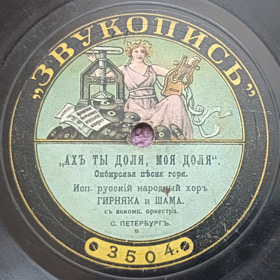 „ЗВУКОПИСЬ"
„АХЪ ТЫ ДОЛЯ, МОЯ ДОЛЯ“.
Сибирская пѣсня горя.
Исп. русскій народный хоръ
ГИРНЯКА и ШАМА.
съ аккомп. оркестра.
С. ПЕТЕРБУРГЪ.
3504.